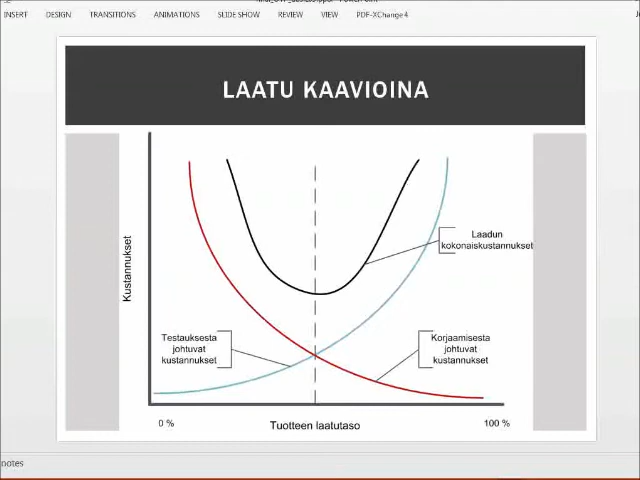 INSERT DESIGN TRANSITIONS ANIMATIONS SLIDE SHOW REVIEW VIEW PDF-XChange 4
LAATU KAAVIOINA
Kustannukset
Laadun
kokonaiskustannukset
Testauksesta
johtuvat
kustannukset
Korjaamisesta
johtuvat
kustannukset
0 % Tuotteen laatutaso 100 %
notes